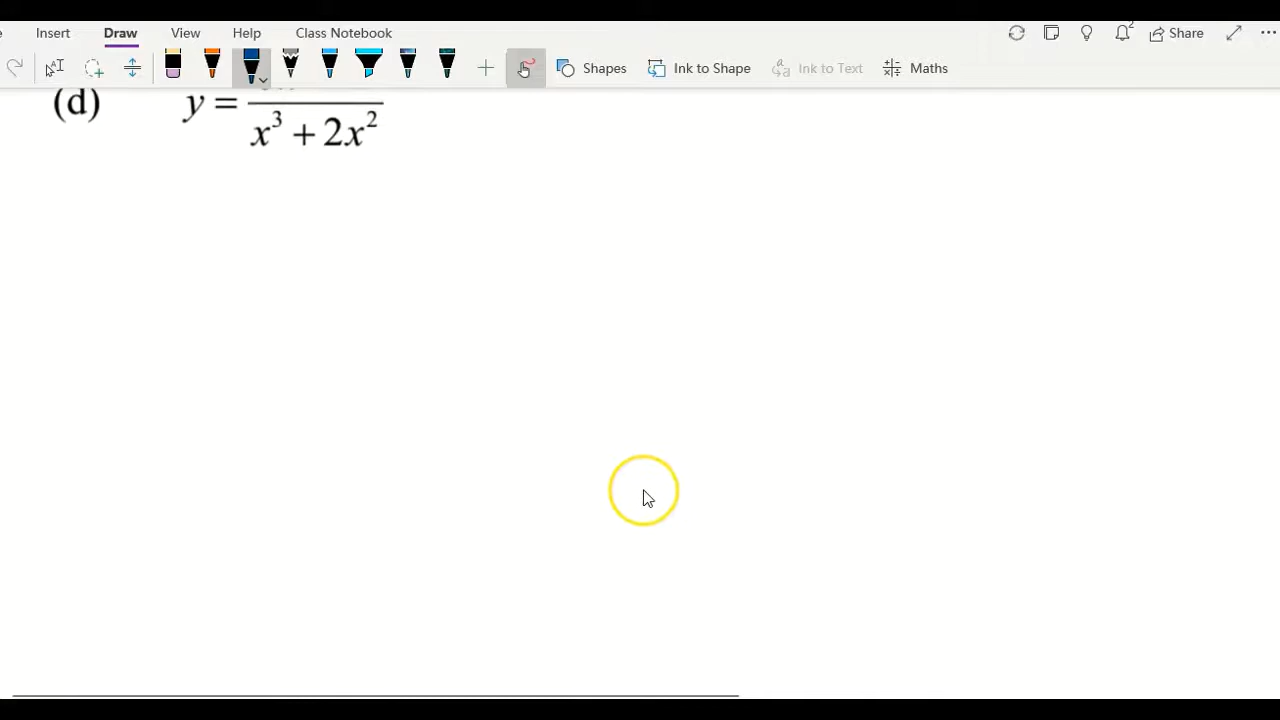 Insert Draw View Help Class Notebook Share
Shapes Ink to Shape Ink to Text Maths
(d) y =
x³ + 2x²